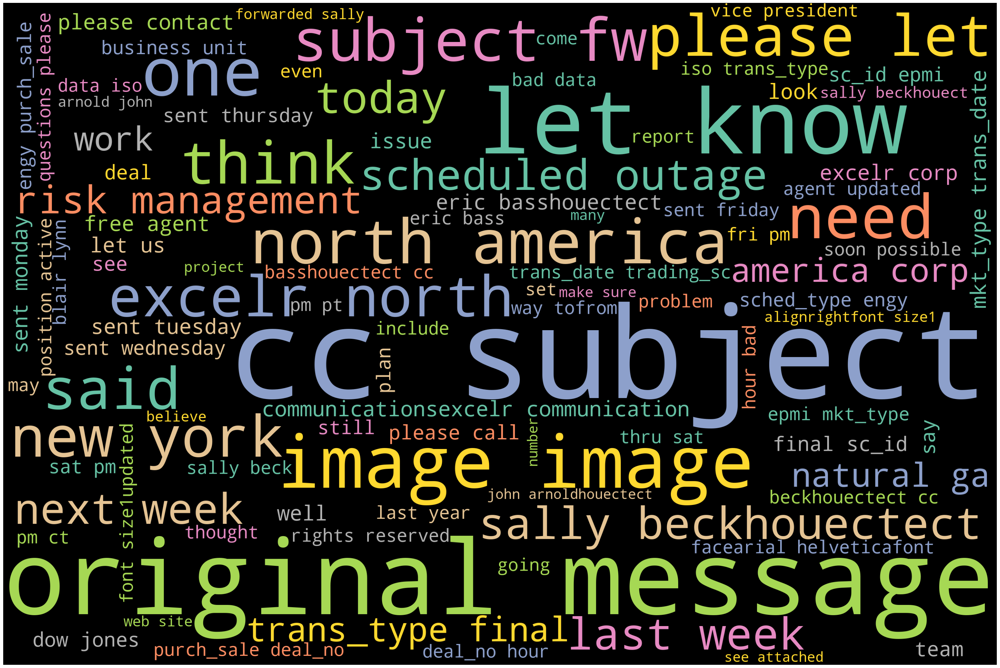 forwarded sally
vice president
please contact
subject fw
please let
come
business unit
one
even
iso trans_type
bad data
sc_id epmi
data iso
today
look
sally beckhouect
arnold john
let know
sent thursday
work
issue
report
think
scheduled outage
deal
excelr corp
engy purch_sale
questions please
mkt_type trans_date
risk management
agent updated
eric basshouectect
sent friday
need
free agent
eric bass
many
north america
fri pm
let us
soon possible
see
project
basshouectect cc
trans_date trading_sc
america corp
sent monday
position active
blair lynn
excelr north
set
make sure
pm pt
way tofrom
problem
sched_type engy
alignrightfont size1
sent tuesday
include
cc subject
sent wednesday
plan
hour bad
may
said
communicationsexcelr communication
believe
epmi mkt_type
new york
still
please call
number
thru sat
final sc_id
say
image image
sat pm
sally beck
natural ga
font size1updated
john arnoldhouectect
beckhouectect cc
next week
well
last year
sally beckhouectect
pm ct
thought
rights reserved
facearial helveticafont
original message
going
web site
dow jones
trans_type final
last week
purch_sale deal_no
deal_no hour
see attached
team